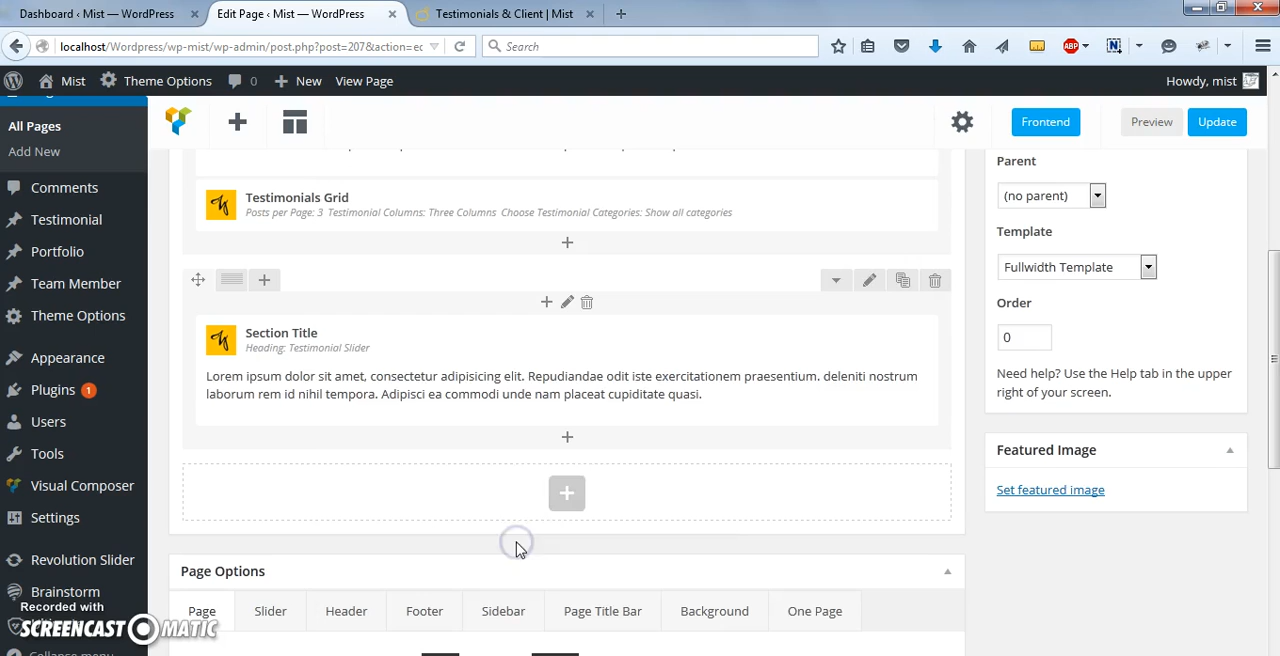 Dashboard ‹ Mist — WordPress
Edit Page ‹ Mist — WordPress
Testimonials & Client | Mist
localhost/Wordpress/wp-mist/wp-admin/post.php?post=207&action=
Search
ABP
Mist
Theme Options
0
New
View Page
Howdy, mist
All Pages
Add New
Comments
Testimonial
Portfolio
Team Member
Theme Options
Appearance
Plugins 1
Users
Tools
Visual Composer
Settings
Revolution Slider
Brainstorm
Collapse menu
Recorded with
SCREENCAST-O-MATIC
Frontend
Preview
Update
Testimonials Grid
Posts per Page: 3 Testimonial Columns: Three Columns Choose Testimonial Categories: Show all categories
Section Title
Heading: Testimonial Slider
Lorem ipsum dolor sit amet, consectetur adipisicing elit. Repudiandae odit iste exercitationem praesentium. deleniti nostrum
laborum rem id nihil tempora. Adipisci ea commodi unde nam placeat cupiditate quasi.
Page Options
Page
Slider
Header
Footer
Sidebar
Page Title Bar
Background
One Page
Parent
(no parent)
Template
Fullwidth Template
Order
0
Need help? Use the Help tab in the upper
right of your screen.
Featured Image
Set featured image